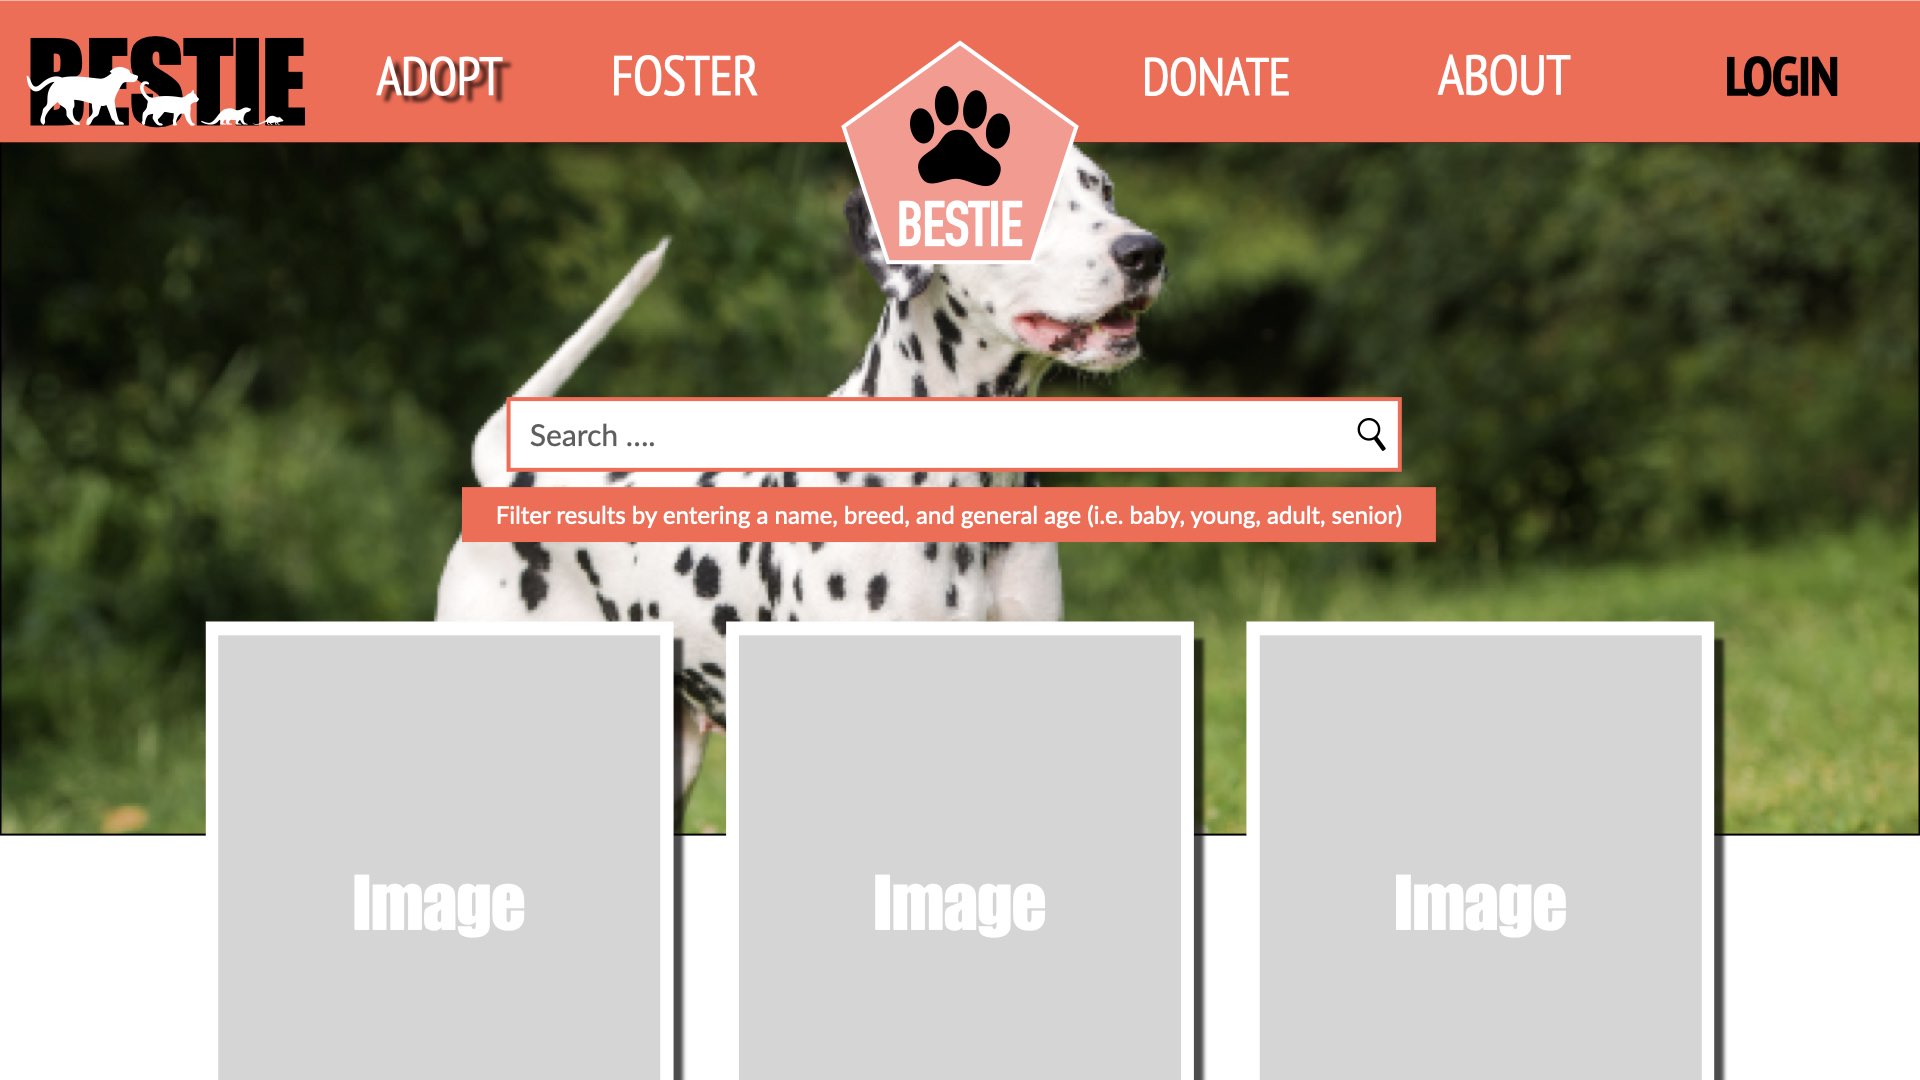 BESTIE
ADOPT
FOSTER
BESTIE
DONATE
ABOUT
LOGIN
Search ....
Filter results by entering a name, breed, and general age (i.e. baby, young, adult, senior)
Image
Image
Image